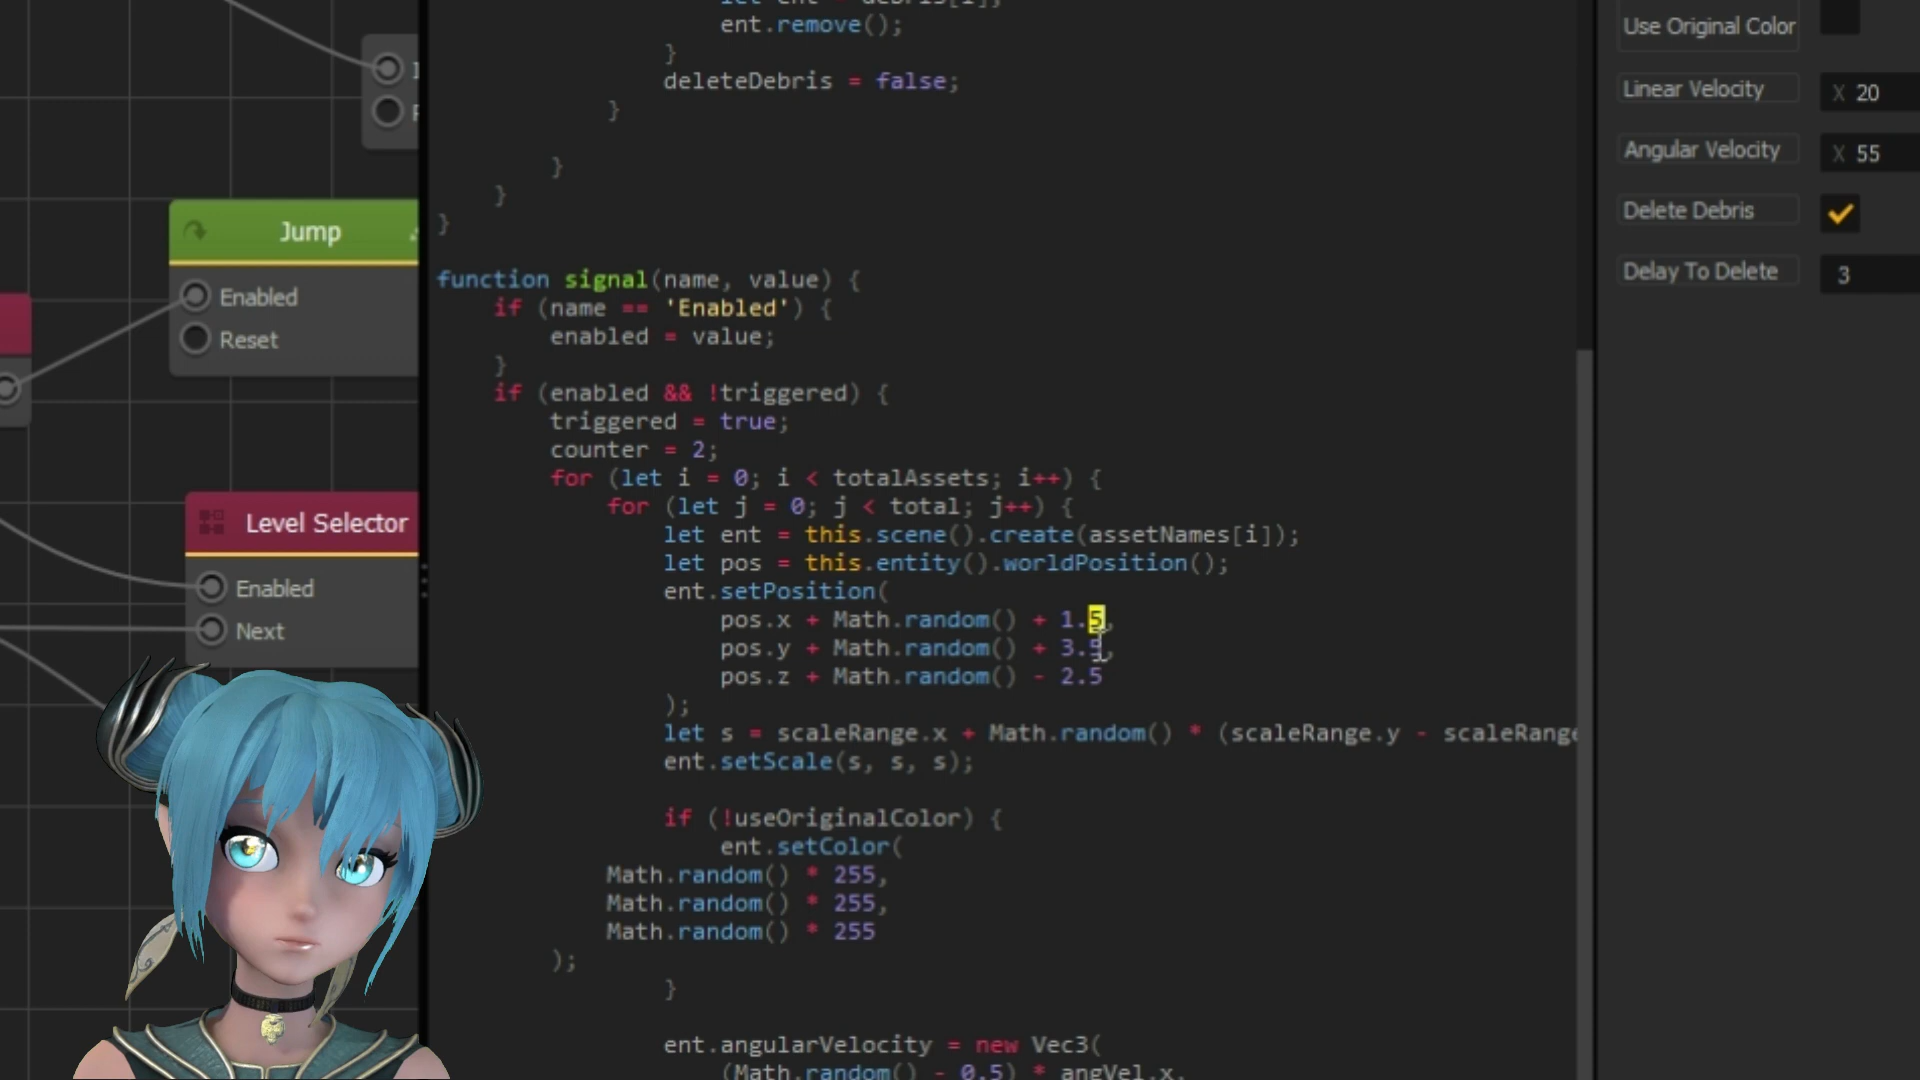 ent.remove();
}
deleteDebris = false;
}
}
}
}
function signal(name, value) {
if (name == 'Enabled') {
enabled = value;
}
if (enabled && !triggered) {
triggered = true;
counter = 2;
for (let i = 0; i < totalAssets; i++) {
for (let j = 0; j < total; j++) {
let ent = this.scene().create(assetNames[i]);
let pos = this.entity().worldPosition();
ent.setPosition(
pos.x + Math.random() + 1.5,
pos.y + Math.random() + 3.5,
pos.z + Math.random() - 2.5
);
let s = scaleRange.x + Math.random() * (scaleRange.y - scaleRange
ent.setScale(s, s, s);
if (!useOriginalColor) {
ent.setColor(
Math.random() * 255,
Math.random() * 255,
Math.random() * 255
);
}
ent.angularVelocity = new Vec3(
(Math.random() - 0.5) * angVel.x,
Jump
Enabled
Reset
Level Selector
Enabled
Next
Use Original Color
Linear Velocity X 20
Angular Velocity X 55
Delete Debris
Delay To Delete 3